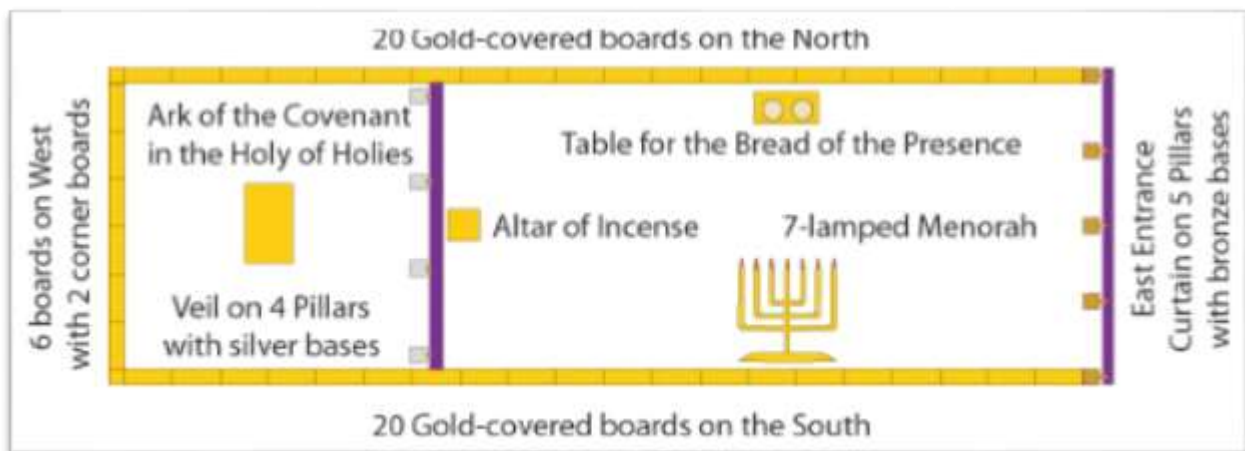 20 Gold-covered boards on the North
6 boards on West
with 2 corner boards
Ark of the Covenant
in the Holy of Holies
Table for the Bread of the Presence
Altar of Incense
7-lamped Menorah
Veil on 4 Pillars
with silver bases
East Entrance
Curtain on 5 Pillars
with bronze bases
20 Gold-covered boards on the South